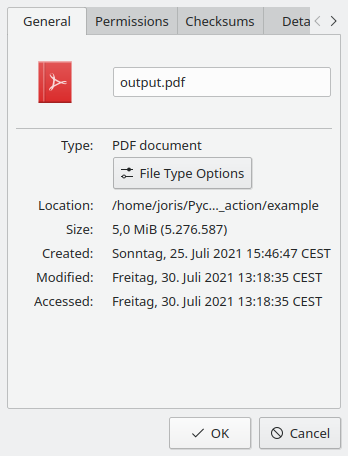 General Permissions Checksums Deta
output.pdf
Type: PDF document
File Type Options
Location: /home/joris/Pyc..._action/example
Size: 5,0 MiB (5.276.587)
Created: Sonntag, 25. Juli 2021 15:46:47 CEST
Modified: Freitag, 30. Juli 2021 13:18:35 CEST
Accessed: Freitag, 30. Juli 2021 13:18:35 CEST
OK Cancel